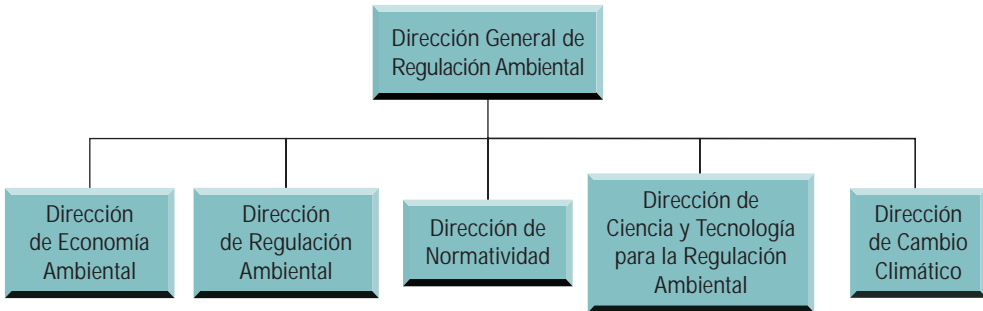 Dirección General de
Regulación Ambiental
Dirección
de Economía
Ambiental
Dirección
de Regulación
Ambiental
Dirección de
Normatividad
Dirección de
Ciencia y Tecnología
para la Regulación
Ambiental
Dirección
de Cambio
Climático